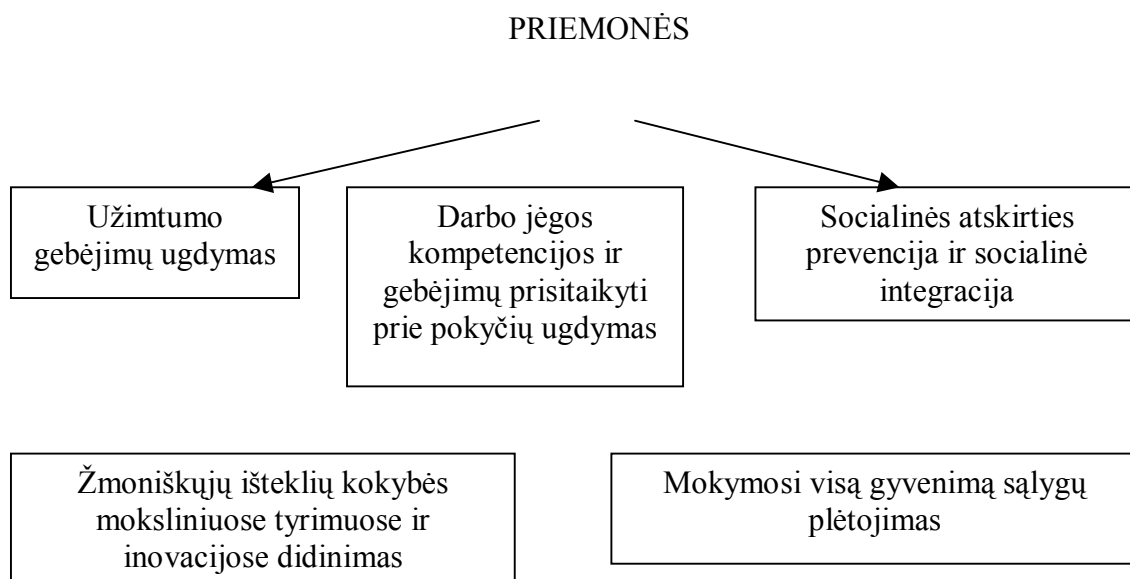 PRIEMONĖS
Užimtumo
gebėjimų ugdymas
Darbo jėgos
kompetencijos ir
gebėjimų prisitaikyti
prie pokyčių ugdymas
Socialinės atskirties
prevencija ir socialinė
integracija
Žmoniškųjų išteklių kokybės
moksliniuose tyrimuose ir
inovacijose didinimas
Mokymosi visą gyvenimą sąlygų
plėtojimas